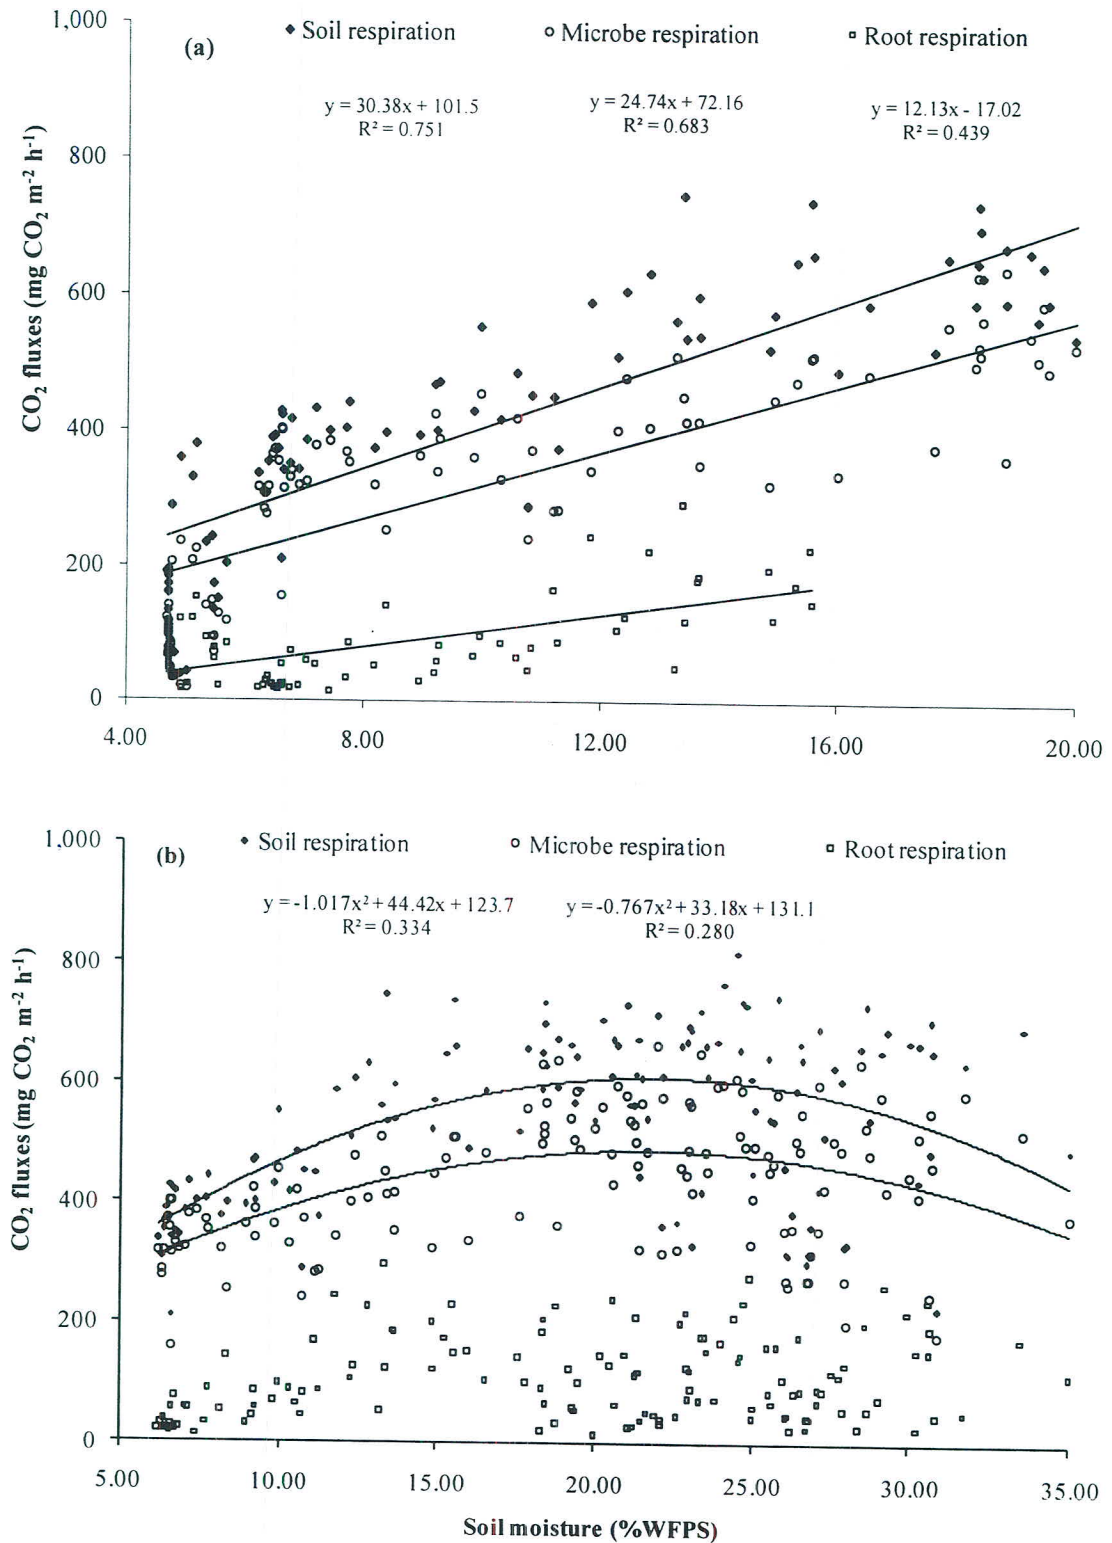 (a)
◆ Soil respiration
○ Microbe respiration
▫ Root respiration
y = 30.38x + 101.5
R² = 0.751
y = 24.74x + 72.16
R² = 0.683
y = 12.13x - 17.02
R² = 0.439
CO₂ fluxes (mg CO₂ m⁻² h⁻¹)
1,000
800
600
400
200
0
4.00 8.00 12.00 16.00 20.00
(b)
◆ Soil respiration
○ Microbe respiration
▫ Root respiration
y = -1.017x² + 44.42x + 123.7
R² = 0.334
y = -0.767x² + 33.18x + 131.1
R² = 0.280
CO₂ fluxes (mg CO₂ m⁻² h⁻¹)
1,000
800
600
400
200
0
5.00 10.00 15.00 20.00 25.00 30.00 35.00
Soil moisture (%WFPS)